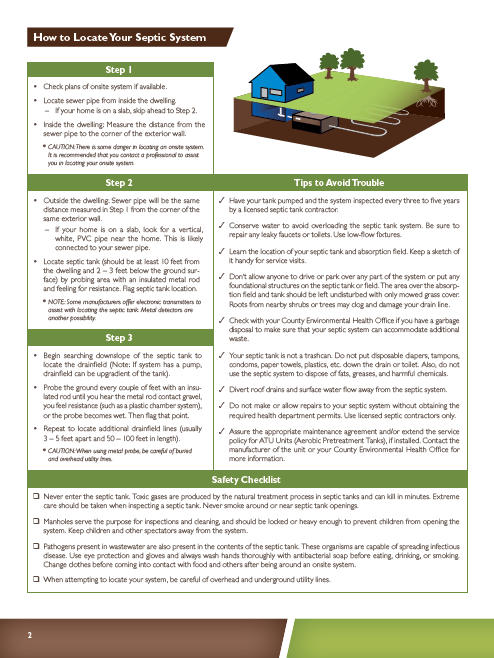 How to Locate Your Septic System
Step 1
• Check plans of onsite system if available.
• Locate sewer pipe from inside the dwelling.
– If your home is on a slab, skip ahead to Step 2.
• Inside the dwelling: Measure the distance from the
sewer pipe to the corner of the exterior wall.
* CAUTION: There is some danger in locating an onsite system.
It is recommended that you contact a professional to assist
you in locating your onsite system.
Step 2
• Outside the dwelling. Sewer pipe will be the same
distance measured in Step 1 from the corner of the
same exterior wall.
– If your home is on a slab, look for a vertical,
white, PVC pipe near the home. This is likely
connected to your sewer pipe.
• Locate septic tank (should be at least 10 feet from
the dwelling and 2 – 3 feet below the ground sur-
face) by probing area with an insulated metal rod
and feeling for resistance. Flag septic tank location.
* NOTE: Some manufacturers offer electronic transmitters to
assist with locating the septic tank. Metal detectors are
another possibility.
Step 3
• Begin searching downslope of the septic tank to
locate the drainfield (Note: If system has a pump,
drainfield can be upgradient of the tank).
• Probe the ground every couple of feet with an insu-
lated rod until you hear the metal rod contact gravel,
you feel resistance (such as a plastic chamber system),
or the probe becomes wet. Then flag that point.
• Repeat to locate additional drainfield lines (usually
3 – 5 feet apart and 50 – 100 feet in length).
* CAUTION: When using metal probe, be careful of buried
and overhead utility lines.
Tips to Avoid Trouble
✓ Have your tank pumped and the system inspected every three to five years
by a licensed septic tank contractor.
✓ Conserve water to avoid overloading the septic tank system. Be sure to
repair any leaky faucets or toilets. Use low-flow fixtures.
✓ Learn the location of your septic tank and absorption field. Keep a sketch of
it handy for service visits.
✓ Don't allow anyone to drive or park over any part of the system or put any
foundational structures on the septic tank or field. The area over the absorp-
tion field and tank should be left undisturbed with only mowed grass cover.
Roots from nearby shrubs or trees may clog and damage your drain line.
✓ Check with your County Environmental Health Office if you have a garbage
disposal to make sure that your septic system can accommodate additional
waste.
✓ Your septic tank is not a trashcan. Do not put disposable diapers, tampons,
condoms, paper towels, plastics, etc. down the drain or toilet. Also, do not
use the septic system to dispose of fats, greases, and harmful chemicals.
✓ Divert roof drains and surface water flow away from the septic system.
✓ Do not make or allow repairs to your septic system without obtaining the
required health department permits. Use licensed septic contractors only.
✓ Assure the appropriate maintenance agreement and/or extend the service
policy for ATU Units (Aerobic Pretreatment Tanks), if installed. Contact the
manufacturer of the unit or your County Environmental Health Office for
more information.
Safety Checklist
❏ Never enter the septic tank. Toxic gases are produced by the natural treatment process in septic tanks and can kill in minutes. Extreme
care should be taken when inspecting a septic tank. Never smoke around or near septic tank openings.
❏ Manholes serve the purpose for inspections and cleaning, and should be locked or heavy enough to prevent children from opening the
system. Keep children and other spectators away from the system.
❏ Pathogens present in wastewater are also present in the contents of the septic tank. These organisms are capable of spreading infectious
disease. Use eye protection and gloves and always wash hands thoroughly with antibacterial soap before eating, drinking, or smoking.
Change clothes before coming into contact with food and others after being around an onsite system.
❏ When attempting to locate your system, be careful of overhead and underground utility lines.
2